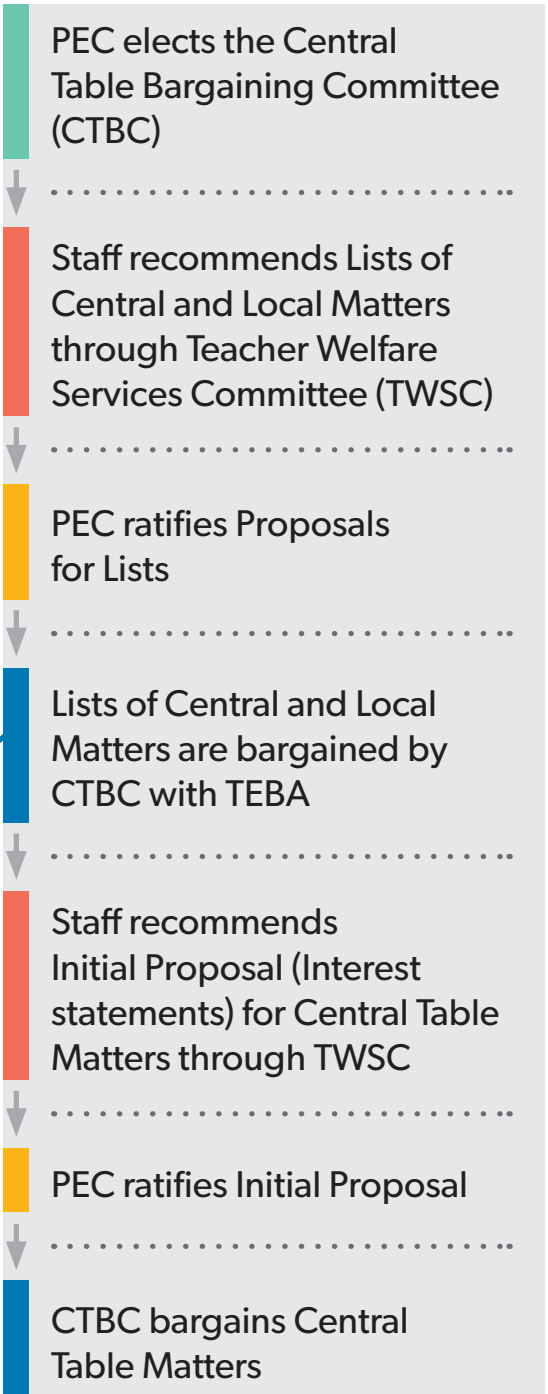 PEC elects the Central
Table Bargaining Committee
(CTBC)
Staff recommends Lists of
Central and Local Matters
through Teacher Welfare
Services Committee (TWSC)
PEC ratifies Proposals
for Lists
Lists of Central and Local
Matters are bargained by
CTBC with TEBA
Staff recommends
Initial Proposal (Interest
statements) for Central Table
Matters through TWSC
PEC ratifies Initial Proposal
CTBC bargains Central
Table Matters